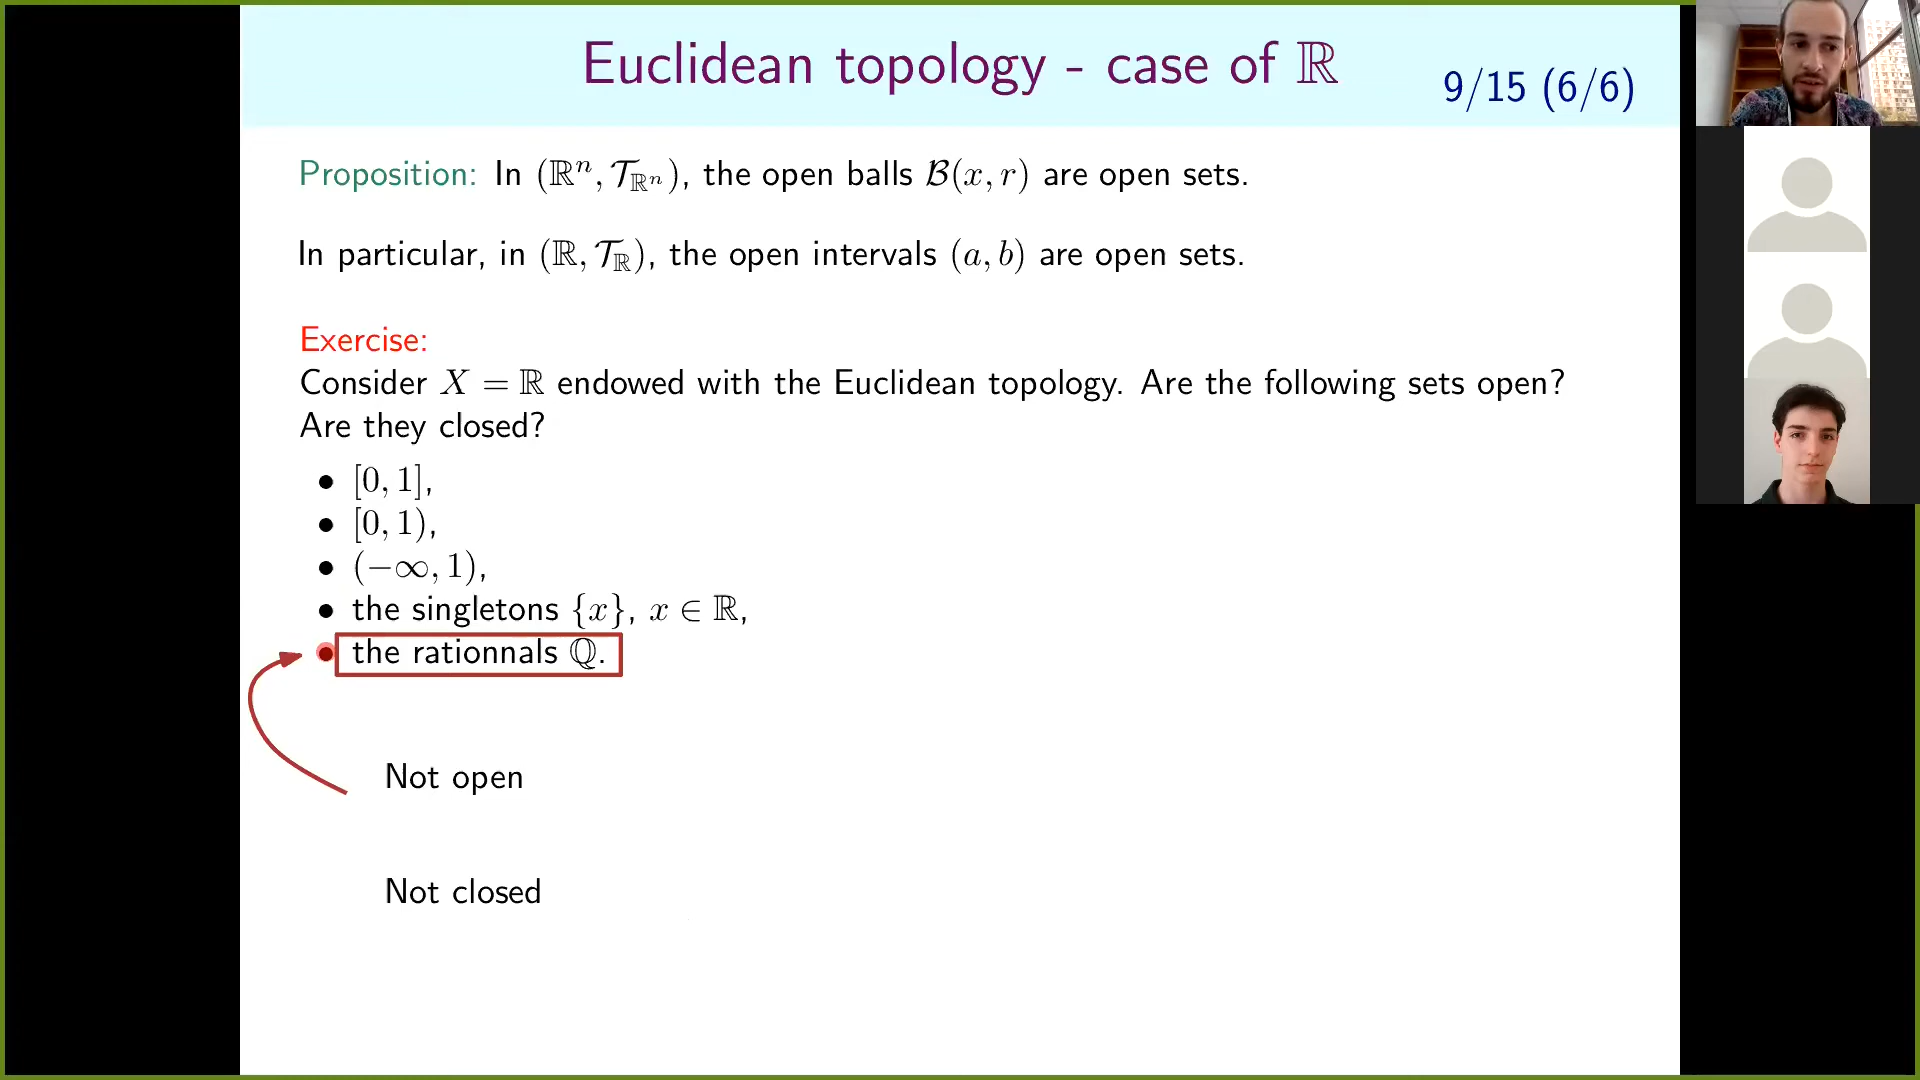 Euclidean topology - case of ℝ
9/15 (6/6)
Proposition: In (ℝⁿ, 𝒯_ℝⁿ), the open balls ℬ(x, r) are open sets.
In particular, in (ℝ, 𝒯_ℝ), the open intervals (a, b) are open sets.
Exercise:
Consider X = ℝ endowed with the Euclidean topology. Are the following sets open?
Are they closed?
• [0, 1],
• [0, 1),
• (−∞, 1),
• the singletons {x}, x ∈ ℝ,
• the rationnals ℚ.
Not open
Not closed